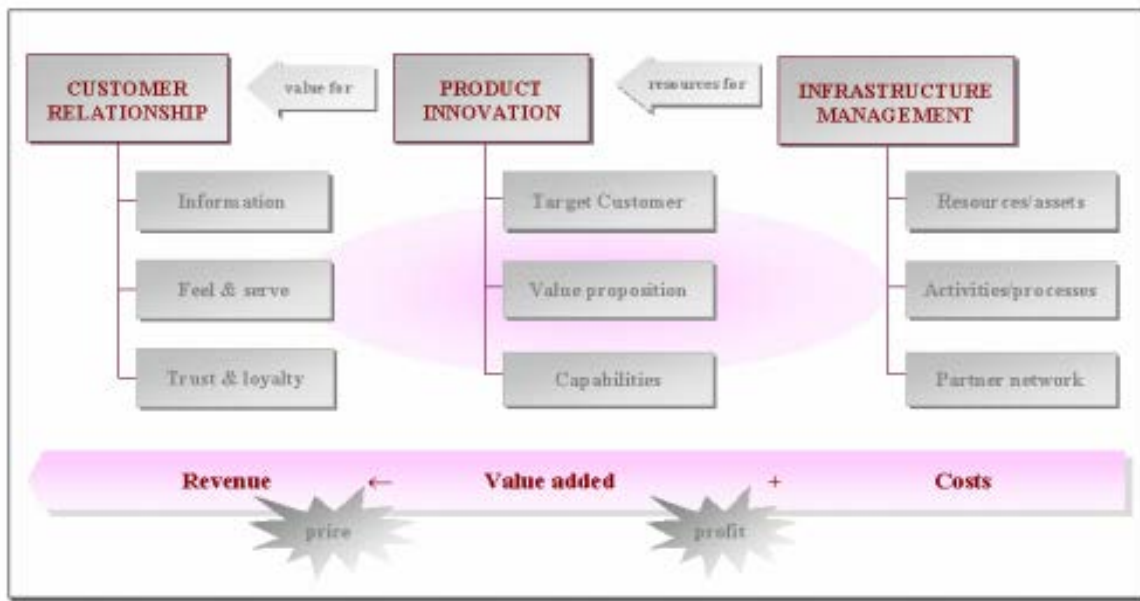 CUSTOMER
RELATIONSHIP
value for
PRODUCT
INNOVATION
resources for
INFRASTRUCTURE
MANAGEMENT
Information
Target Customer
Resources/assets
Feel & serve
Value proposition
Activities/processes
Trust & loyalty
Capabilities
Partner network
Revenue ← Value added + Costs
price
profit